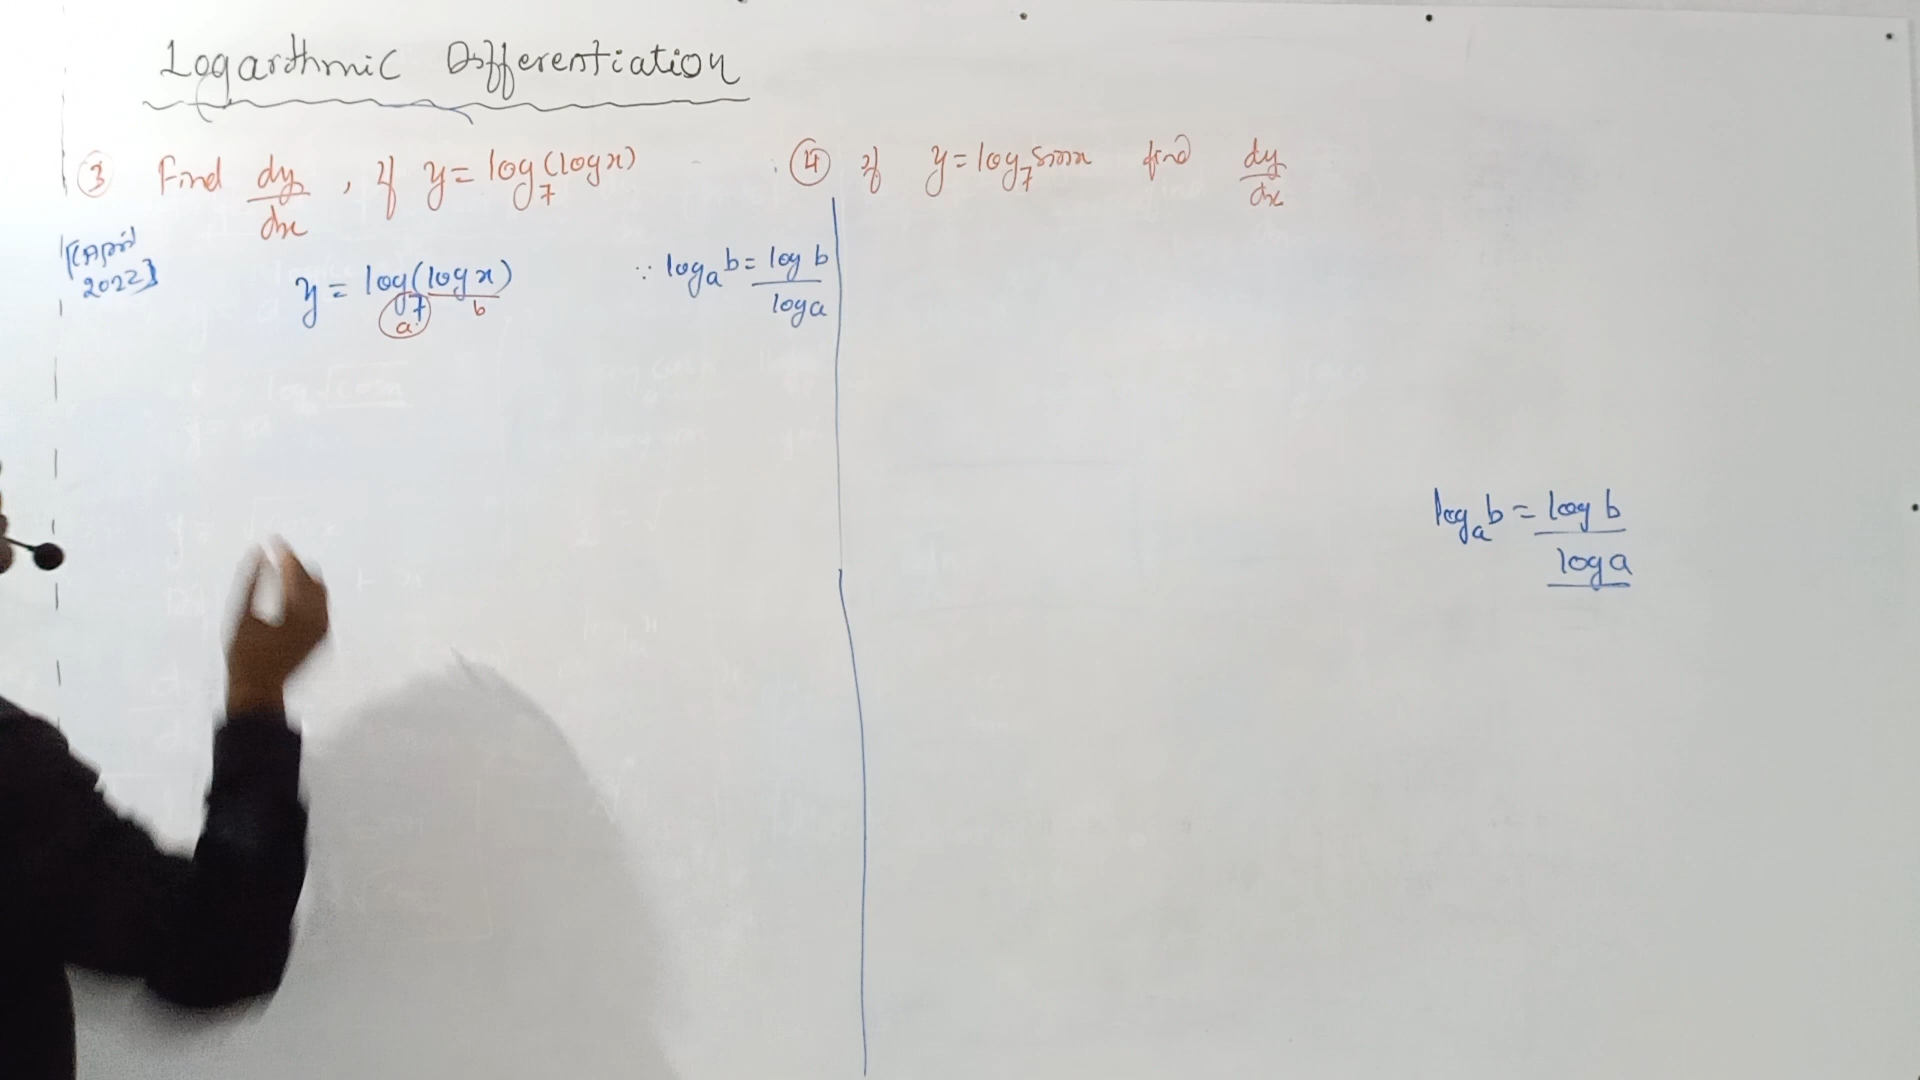 Logarithmic Differentiation
③ Find dy/dx , if y = log₇(log x)
[April 2022]
y = log₇(log x)
a b
∵ logₐb = log b / log a
④ if y = log₇ sinx find dy/dx
logₐb = log b / log a